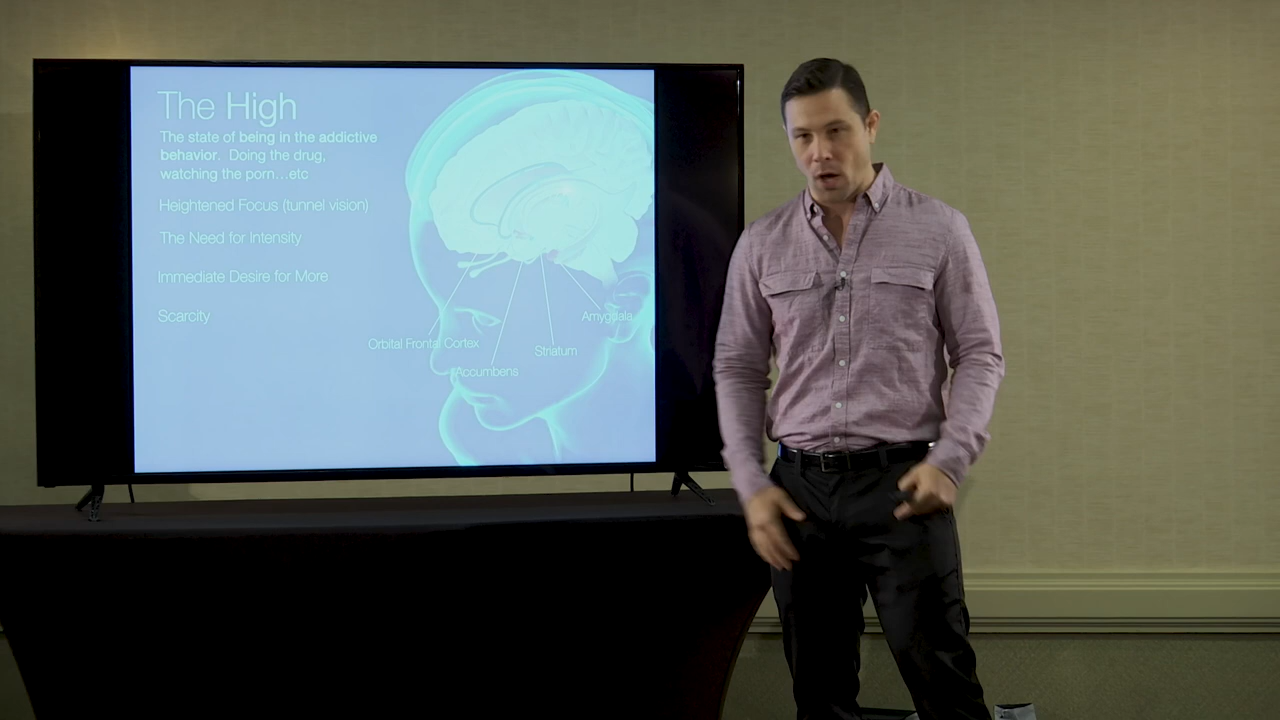 The High
The state of being in the addictive
behavior. Doing the drug,
watching the porn...etc
Heightened Focus (tunnel vision)
The Need for Intensity
Immediate Desire for More
Scarcity
Amygdala
Orbital Frontal Cortex
Striatum
Accumbens